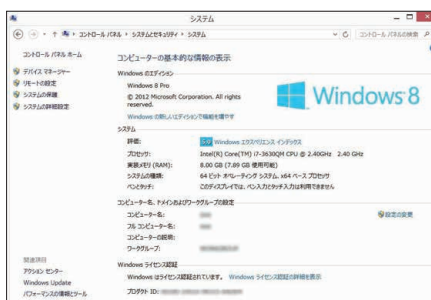 システム
コントロール パネル ▸ システムとセキュリティ ▸ システム
コントロール パネルの検索
コントロール パネル ホーム
デバイス マネージャー
リモートの設定
システムの保護
システムの詳細設定
コンピューターの基本的な情報の表示
Windows のエディション
Windows 8 Pro
© 2012 Microsoft Corporation. All rights reserved.
Windows の新しいエディションで機能を増やす
Windows 8
システム
評価: Windows エクスペリエンス インデックス
プロセッサ: Intel(R) Core(TM) i7-3630QM CPU @ 2.40GHz 2.40 GHz
実装メモリ (RAM): 8.00 GB (7.89 GB 使用可能)
システムの種類: 64 ビット オペレーティング システム、x64 ベース プロセッサ
ペンとタッチ: このディスプレイでは、ペン入力とタッチ入力は利用できません
コンピューター名、ドメインおよびワークグループの設定
コンピューター名:
設定の変更
フル コンピューター名:
コンピューターの説明:
ワークグループ:
Windows ライセンス認証
Windows はライセンス認証されています。 Windows ライセンス認証の詳細を表示
プロダクト ID:
関連項目
アクション センター
Windows Update
パフォーマンスの情報とツール